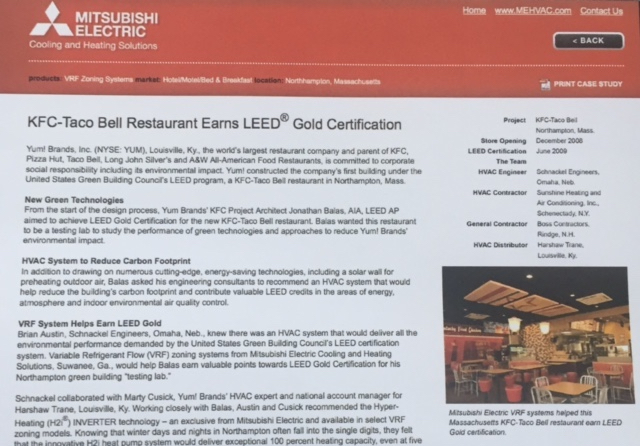 Home www.MEHVAC.com Contact Us
MITSUBISHI
ELECTRIC
Cooling and Heating Solutions
< BACK
products: VRF Zoning Systems market: Hotel/Motel/Bed & Breakfast location: Northhampton, Massachusetts
PRINT CASE STUDY
KFC-Taco Bell Restaurant Earns LEED® Gold Certification
Yum! Brands, Inc. (NYSE: YUM), Louisville, Ky., the world's largest restaurant company and parent of KFC,
Pizza Hut, Taco Bell, Long John Silver's and A&W All-American Food Restaurants, is committed to corporate
social responsibility including its environmental impact. Yum! constructed the company's first building under the
United States Green Building Council's LEED program, a KFC-Taco Bell restaurant in Northampton, Mass.
New Green Technologies
From the start of the design process, Yum! Brands' KFC Project Architect Jonathan Balas, AIA, LEED AP
aimed to achieve LEED Gold Certification for the new KFC-Taco Bell restaurant. Balas wanted this restaurant
to be a testing lab to study the performance of green technologies and approaches to reduce Yum! Brands'
environmental impact.
HVAC System to Reduce Carbon Footprint
In addition to drawing on numerous cutting-edge, energy-saving technologies, including a solar wall for
preheating outdoor air, Balas asked his engineering consultants to recommend an HVAC system that would
help reduce the building's carbon footprint and contribute valuable LEED credits in the areas of energy,
atmosphere and indoor environmental air quality control.
VRF System Helps Earn LEED Gold
Brian Austin, Schnackel Engineers, Omaha, Neb., knew there was an HVAC system that would deliver all the
environmental performance demanded by the United States Green Building Council's LEED certification
system. Variable Refrigerant Flow (VRF) zoning systems from Mitsubishi Electric Cooling and Heating
Solutions, Suwanee, Ga., would help Balas earn valuable points towards LEED Gold Certification for his
Northampton green building "testing lab."
Schnackel collaborated with Marty Cusick, Yum! Brands' HVAC expert and national account manager for
Harshaw Trane, Louisville, Ky. Working closely with Balas, Austin and Cusick recommended the Hyper-
Heating (H2i®) INVERTER technology – an exclusive from Mitsubishi Electric and available in select VRF
zoning models. Knowing that winter days and nights in Northampton often fall into the single digits, they felt
that the innovative H2i heat pump system would deliver exceptional 100 percent heating capacity, even at five
Project KFC-Taco Bell
Northampton, Mass.
Store Opening December 2008
LEED Certification June 2009
The Team
HVAC Engineer Schnackel Engineers,
Omaha, Neb.
HVAC Contractor Sunshine Heating and
Air Conditioning, Inc.,
Schenectady, N.Y.
General Contractor Boss Contractors,
Rindge, N.H.
HVAC Distributor Harshaw Trane,
Louisville, Ky.
Mitsubishi Electric VRF systems helped this
Massachusetts KFC-Taco Bell restaurant earn LEED
Gold certification.